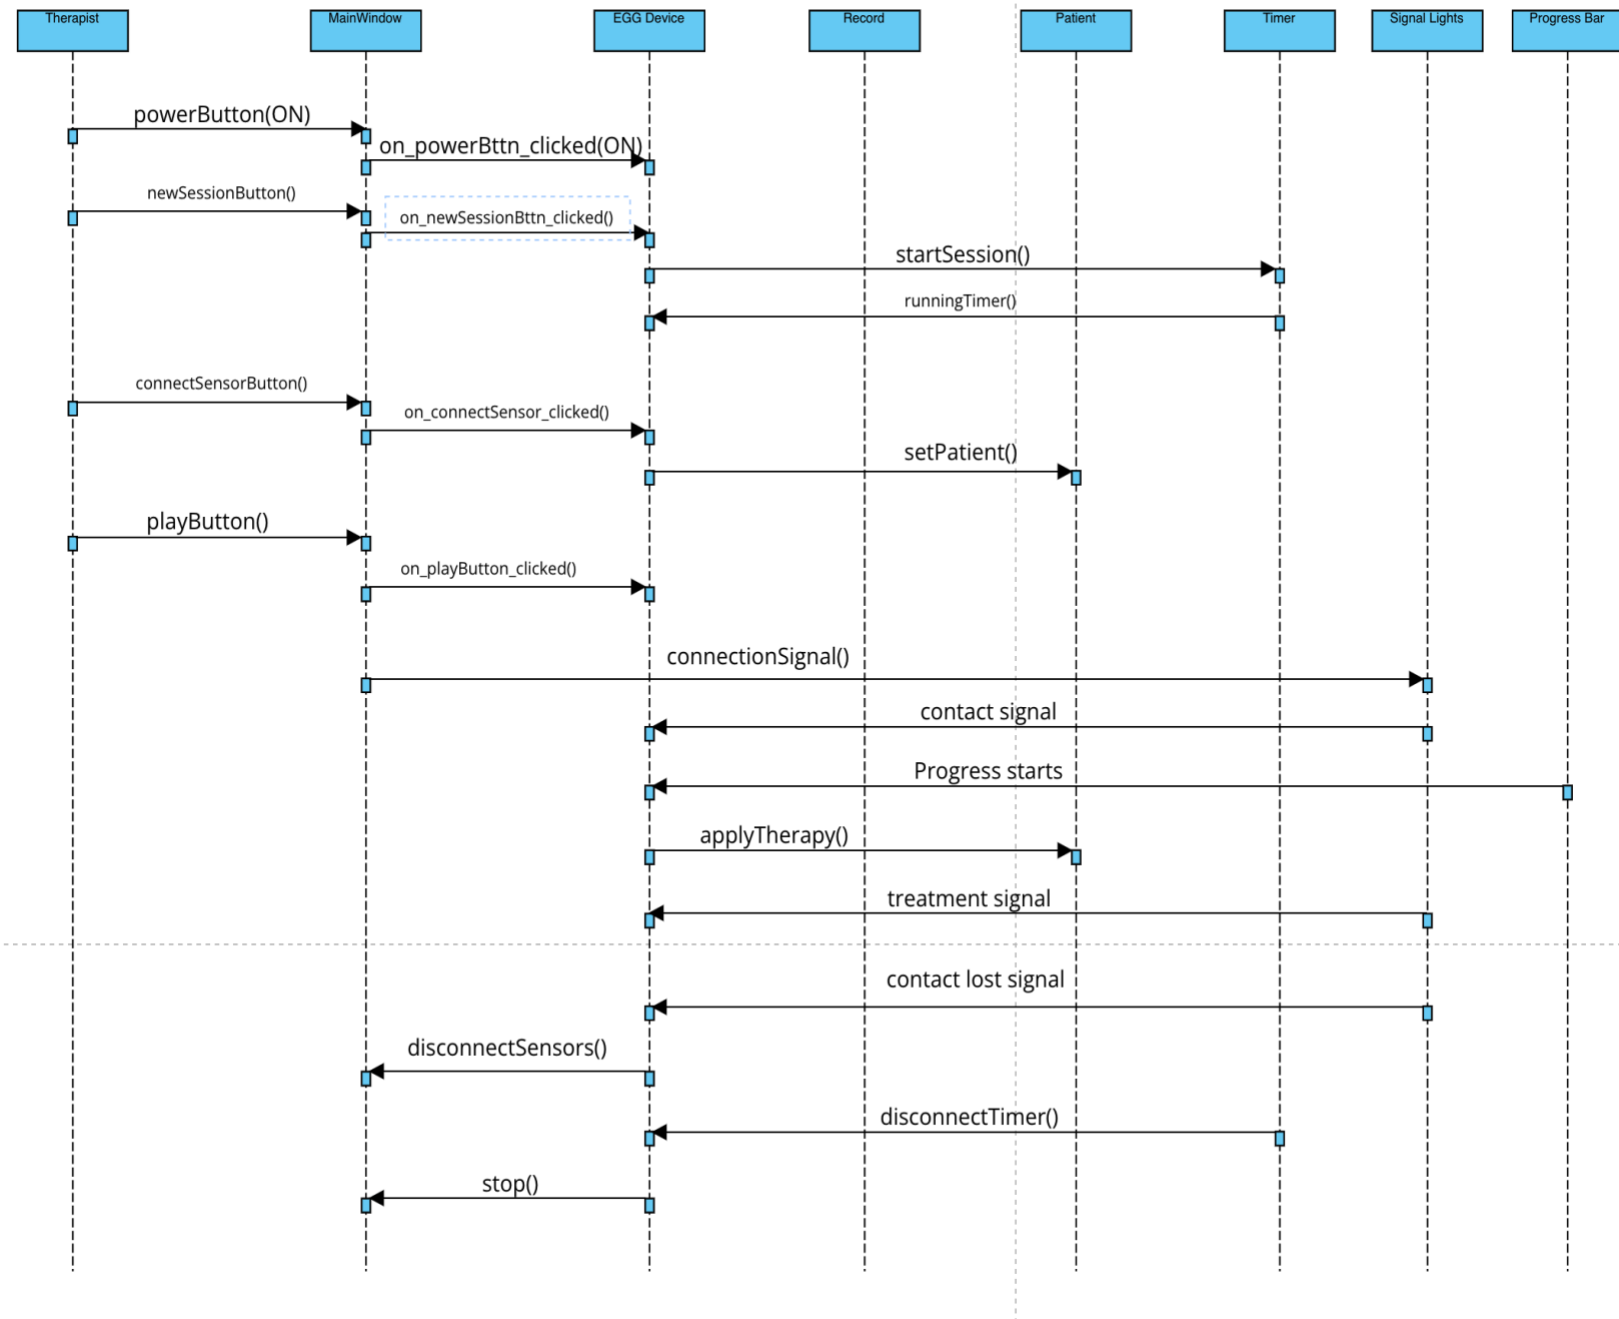 Therapist
MainWindow
EGG Device
Record
Patient
Timer
Signal Lights
Progress Bar
powerButton(ON)
on_powerBttn_clicked(ON)
newSessionButton()
on_newSessionBttn_clicked()
startSession()
runningTimer()
connectSensorButton()
on_connectSensor_clicked()
setPatient()
playButton()
on_playButton_clicked()
connectionSignal()
contact signal
Progress starts
applyTherapy()
treatment signal
contact lost signal
disconnectSensors()
disconnectTimer()
stop()